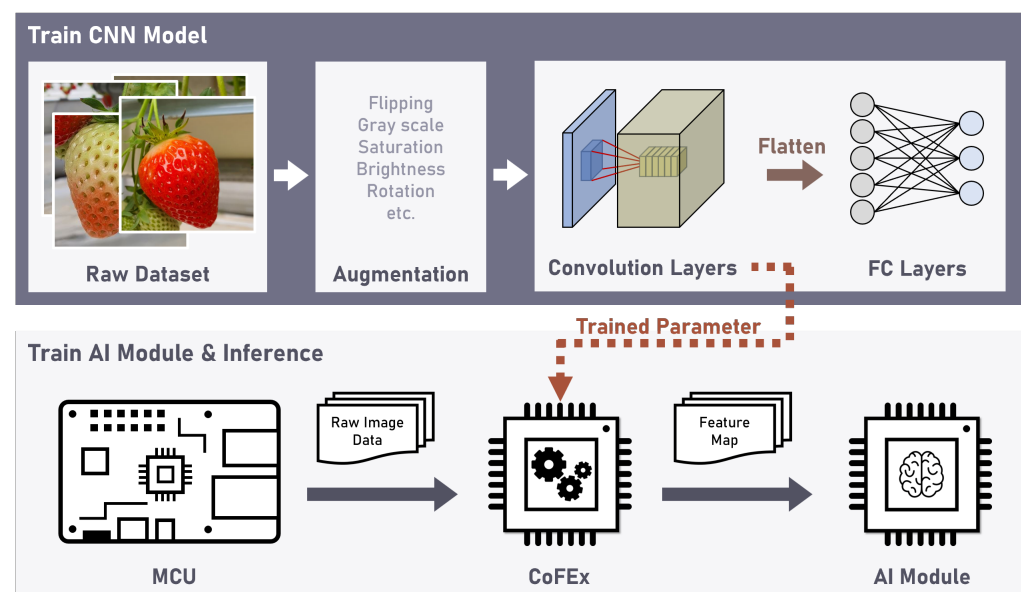 Train CNN Model
Flipping
Gray scale
Saturation
Brightness
Rotation
etc.
Flatten
Raw Dataset
Augmentation
Convolution Layers
FC Layers
Trained Parameter
Train AI Module & Inference
Raw Image
Data
Feature
Map
MCU
CoFEx
AI Module